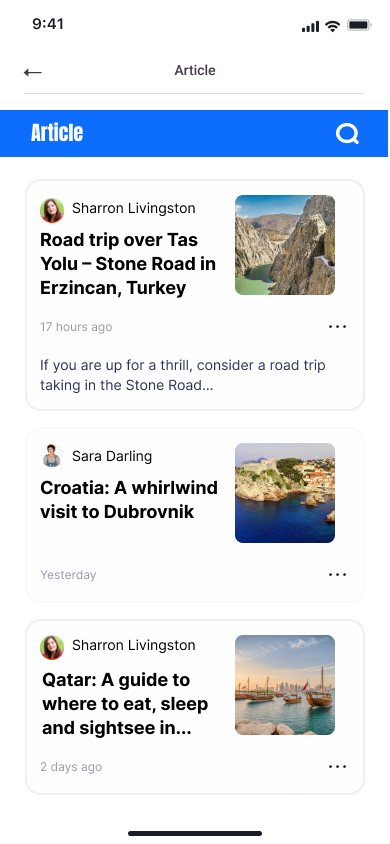 9:41
Article
Article
Sharron Livingston
Road trip over Tas
Yolu – Stone Road in
Erzincan, Turkey
17 hours ago
If you are up for a thrill, consider a road trip
taking in the Stone Road...
Sara Darling
Croatia: A whirlwind
visit to Dubrovnik
Yesterday
Sharron Livingston
Qatar: A guide to
where to eat, sleep
and sightsee in...
2 days ago